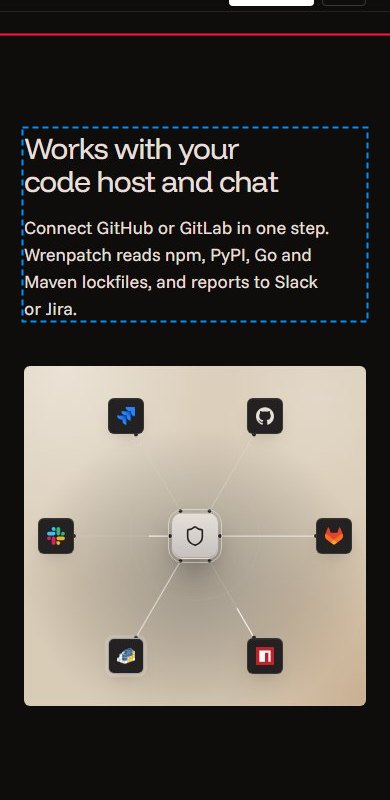 Works with your
code host and chat
Connect GitHub or GitLab in one step.
Wrenpatch reads npm, PyPI, Go and
Maven lockfiles, and reports to Slack
or Jira.